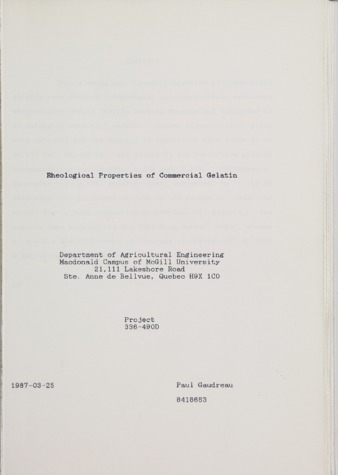 Rheological Properties of Commercial Gelatin
Department of Agricultural Engineering
Macdonald Campus of McGill University
21,111 Lakeshore Road
Ste. Anne de Bellvue, Quebec H9X 1C0
Project
336-490D
1987-03-25 Paul Gaudreau
8418683